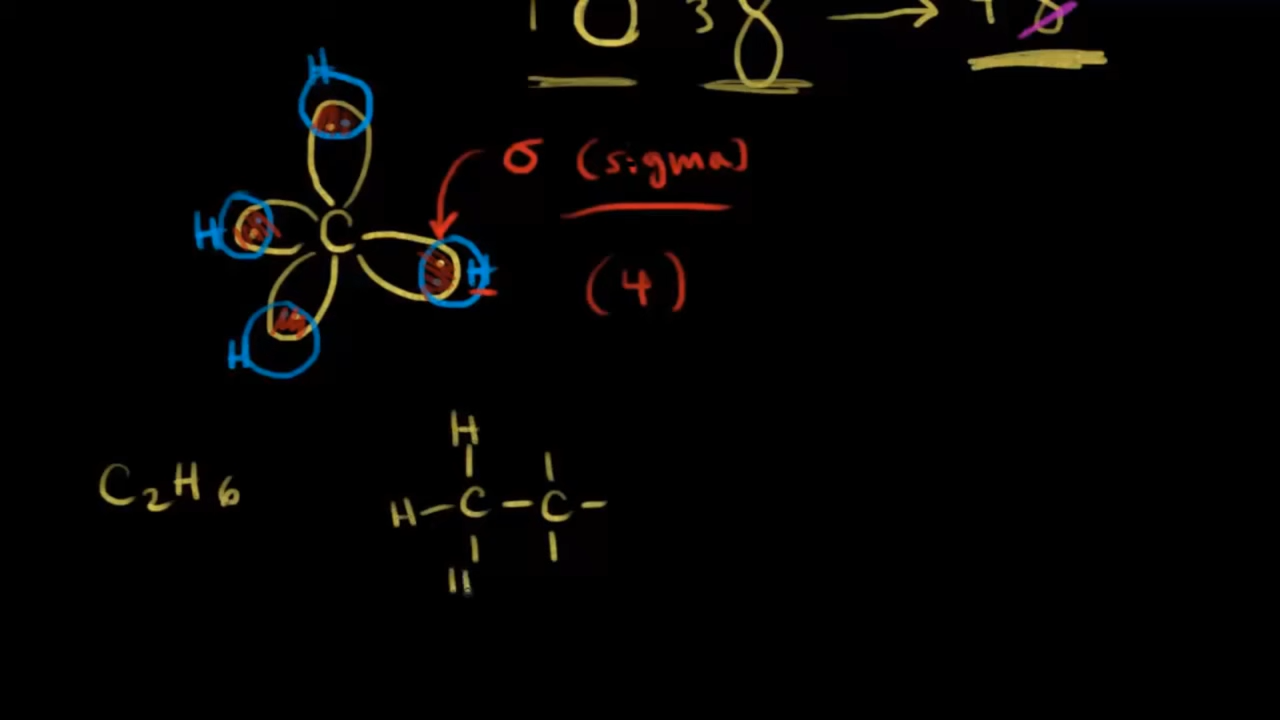 H
σ (sigma)
H C H
(4)
H
H
C₂H₆ H-C-C-